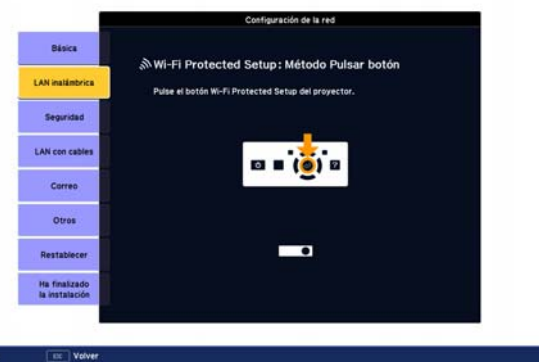 Configuración de la red
Básica
LAN inalámbrica
Seguridad
LAN con cables
Correo
Otros
Restablecer
Ha finalizado
la instalación
Wi-Fi Protected Setup: Método Pulsar botón
Pulse el botón Wi-Fi Protected Setup del proyector.
?
ESC Volver